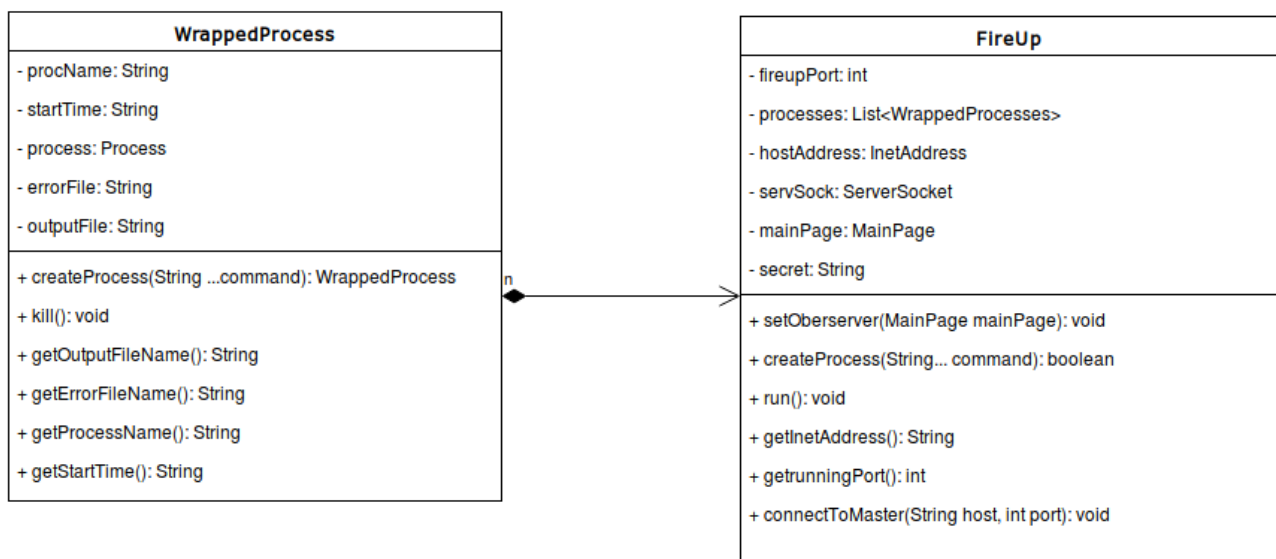 WrappedProcess
- procName: String
- startTime: String
- process: Process
- errorFile: String
- outputFile: String
+ createProcess(String ...command): WrappedProcess
+ kill(): void
+ getOutputFileName(): String
+ getErrorFileName(): String
+ getProcessName(): String
+ getStartTime(): String
n
FireUp
- fireupPort: int
- processes: List<WrappedProcesses>
- hostAddress: InetAddress
- servSock: ServerSocket
- mainPage: MainPage
- secret: String
+ setOberserver(MainPage mainPage): void
+ createProcess(String... command): boolean
+ run(): void
+ getInetAddress(): String
+ getrunningPort(): int
+ connectToMaster(String host, int port): void